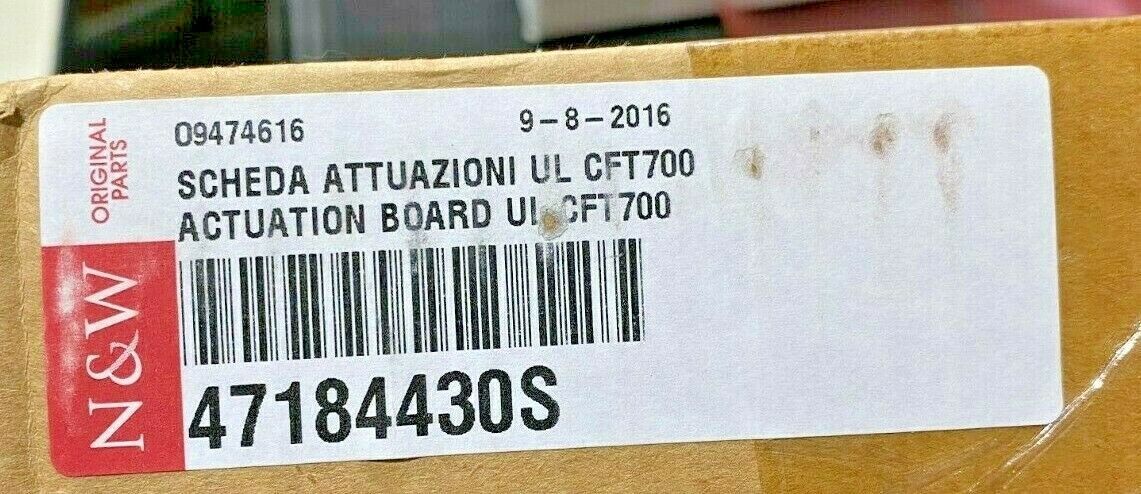 ORIGINAL
PARTS
N&W
09474616 9-8-2016
SCHEDA ATTUAZIONI UL CFT700
ACTUATION BOARD UL CFT700
47184430S